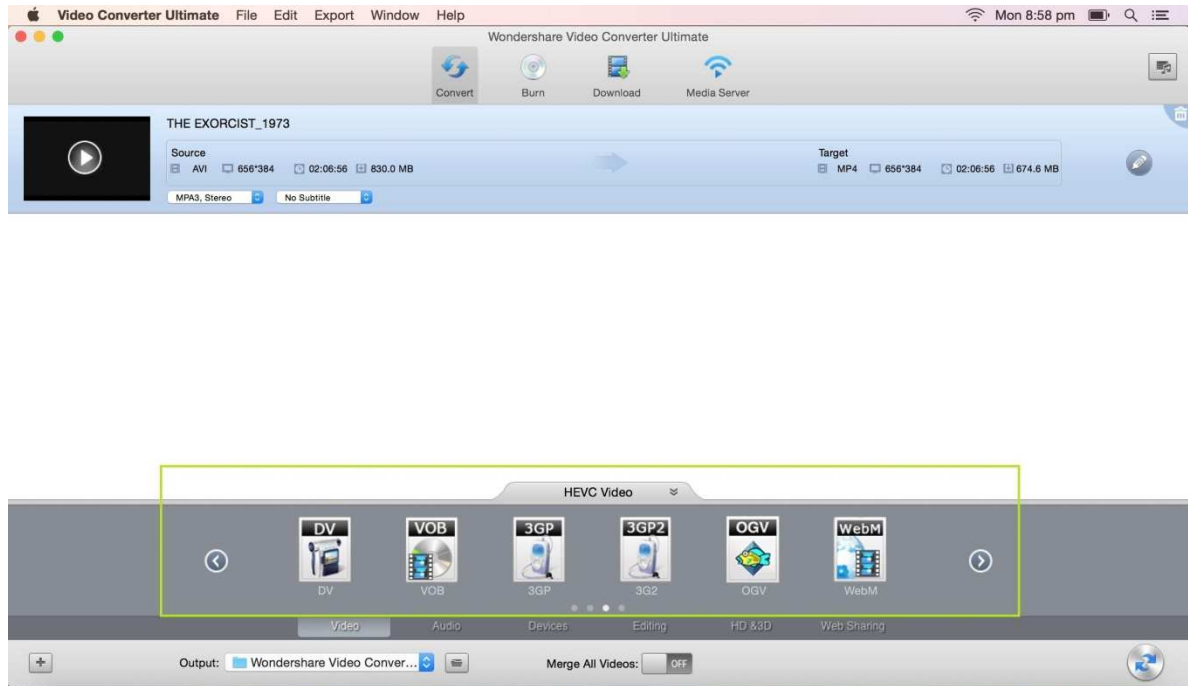 Video Converter Ultimate File Edit Export Window Help Mon 8:58 pm
Wondershare Video Converter Ultimate
Convert Burn Download Media Server
THE EXORCIST_1973
Source Target
AVI 656*384 02:06:56 830.0 MB MP4 656*384 02:06:56 674.6 MB
MPA3, Stereo No Subtitle
HEVC Video
DV VOB 3GP 3GP2 OGV WebM
DV VOB 3GP 3G2 OGV WebM
Video Audio Devices Editing HD &3D Web Sharing
Output: Wondershare Video Conver... Merge All Videos: OFF